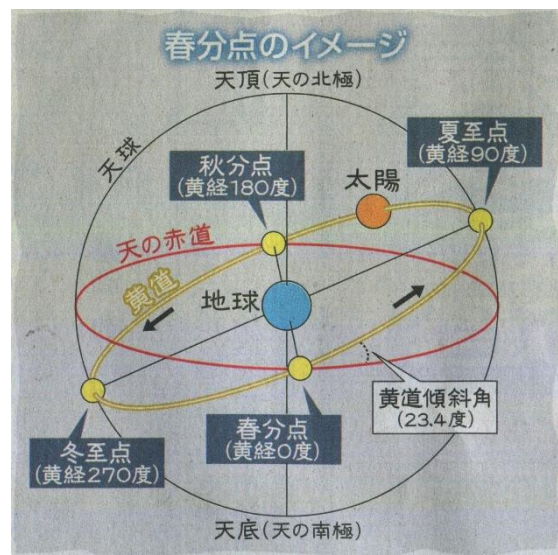 春分点のイメージ
天頂(天の北極)
天球
夏至点
(黄経90度)
秋分点
(黄経180度)
太陽
天の赤道
黄道
地球
黄道傾斜角
(23.4度)
冬至点
(黄経270度)
春分点
(黄経0度)
天底(天の南極)